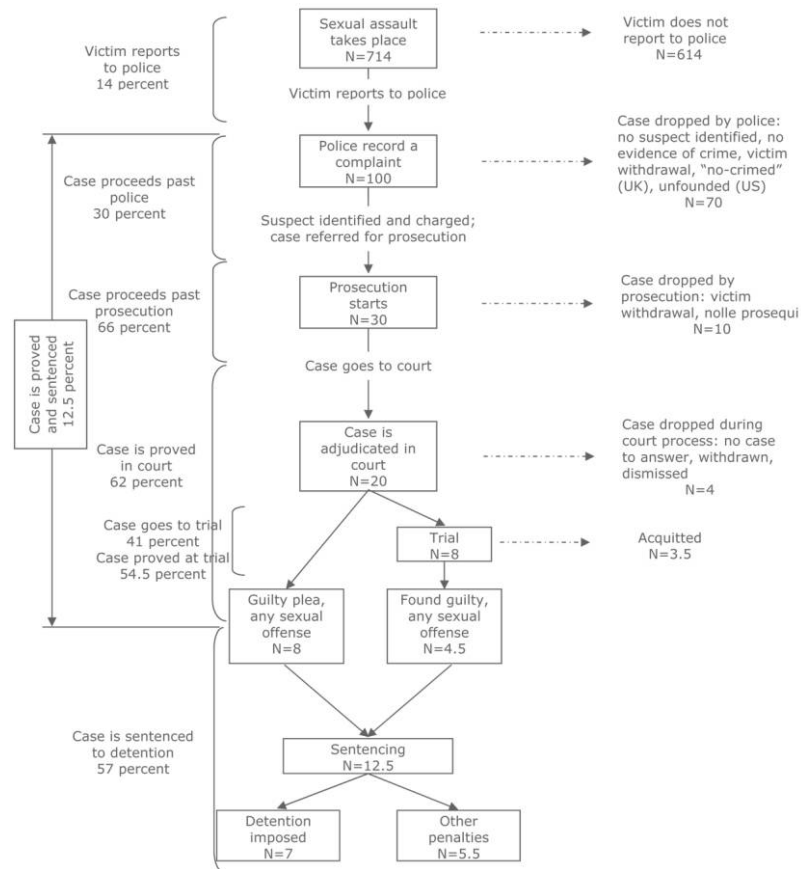 Sexual assault
takes place
N=714
Victim does not
report to police
N=614
Victim reports
to police
14 percent
Victim reports to police
Police record a
complaint
N=100
Case dropped by police:
no suspect identified, no
evidence of crime, victim
withdrawal, “no-crimed”
(UK), unfounded (US)
N=70
Case proceeds past
police
30 percent
Suspect identified and charged;
case referred for prosecution
Case proceeds past
prosecution
66 percent
Prosecution
starts
N=30
Case dropped by
prosecution: victim
withdrawal, nolle prosequi
N=10
Case is proved
and sentenced
12.5 percent
Case goes to court
Case is proved
in court
62 percent
Case is
adjudicated in
court
N=20
Case dropped during
court process: no case
to answer, withdrawn,
dismissed
N=4
Case goes to trial
41 percent
Case proved at trial
54.5 percent
Trial
N=8
Acquitted
N=3.5
Guilty plea,
any sexual
offense
N=8
Found guilty,
any sexual
offense
N=4.5
Case is sentenced
to detention
57 percent
Sentencing
N=12.5
Detention
imposed
N=7
Other
penalties
N=5.5